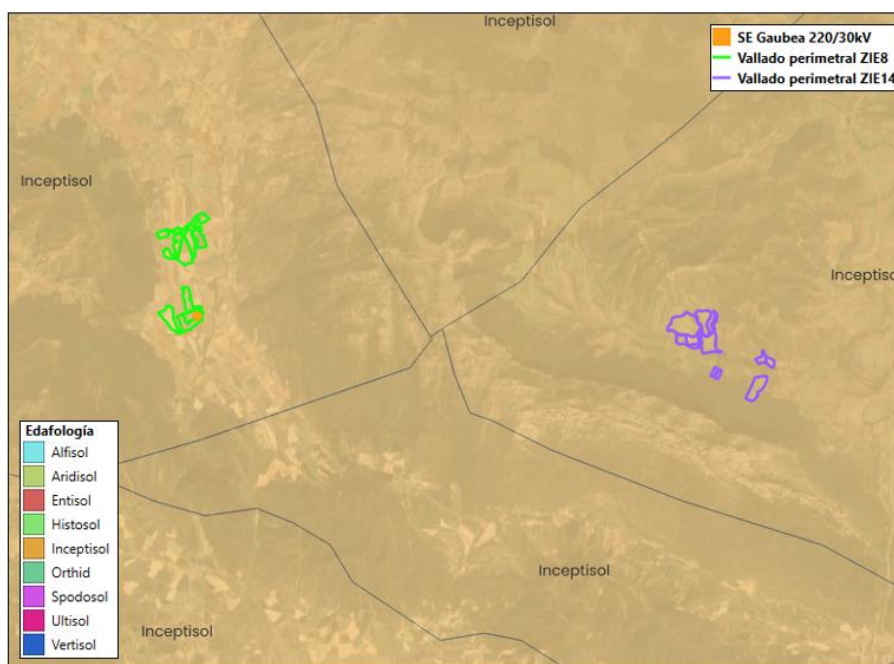 Inceptisol
SE Gaubea 220/30kV
Vallado perimetral ZIE8
Vallado perimetral ZIE14
Inceptisol
Inceptisol
Edafología
Alfisol
Aridisol
Entisol
Histosol
Inceptisol
Orthid
Spodosol
Ultisol
Vertisol
Inceptisol
Inceptisol